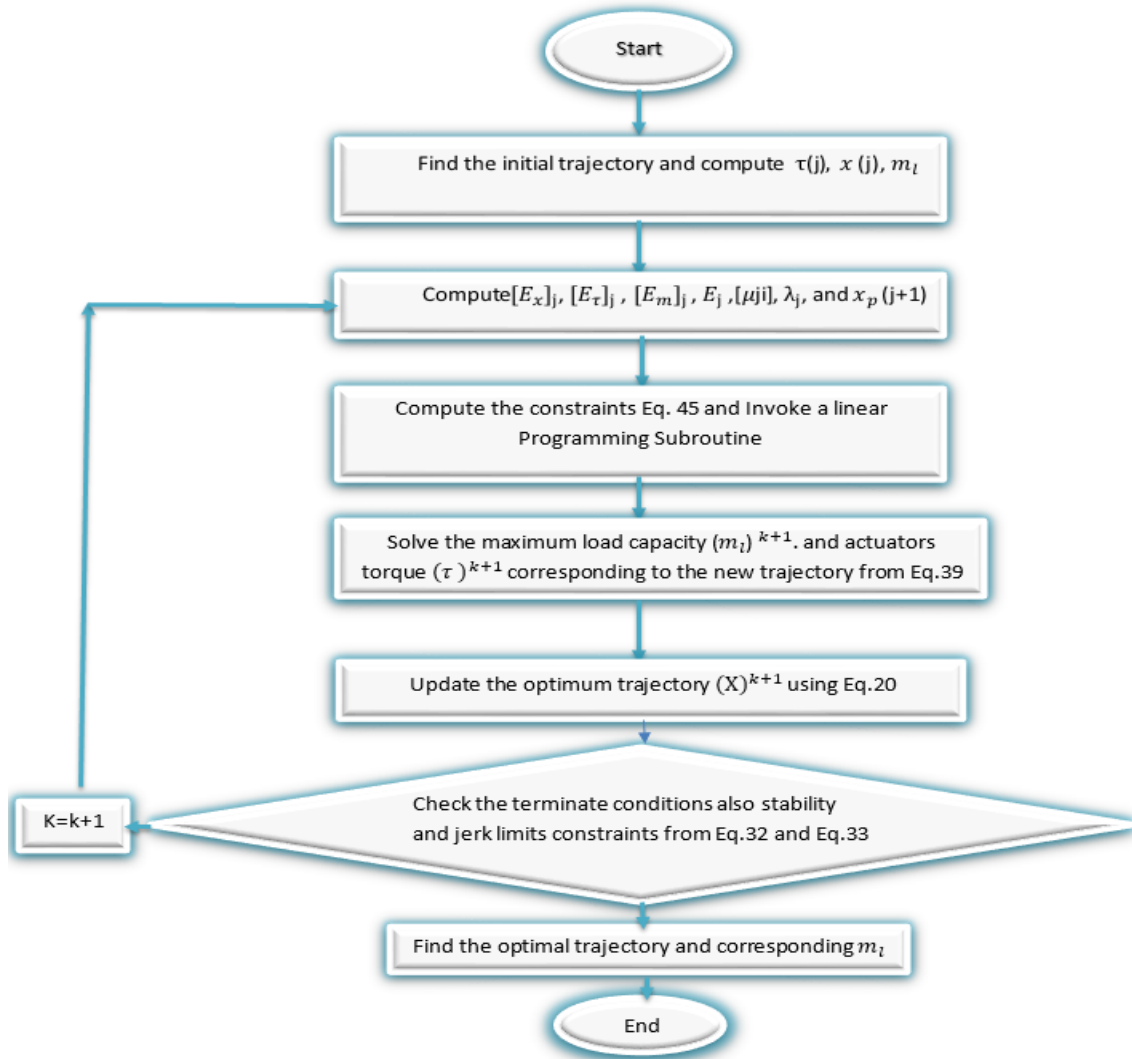 Start
Find the initial trajectory and compute τ(j), x (j), m_l
Compute[E_x]_j, [E_τ]_j , [E_m]_j , E_j ,[μji], λ_j, and x_p (j+1)
Compute the constraints Eq. 45 and Invoke a linear
Programming Subroutine
Solve the maximum load capacity (m_l) ^{k+1}. and actuators
torque (τ )^{k+1} corresponding to the new trajectory from Eq.39
Update the optimum trajectory (X)^{k+1} using Eq.20
Check the terminate conditions also stability
and jerk limits constraints from Eq.32 and Eq.33
K=k+1
Find the optimal trajectory and corresponding m_l
End